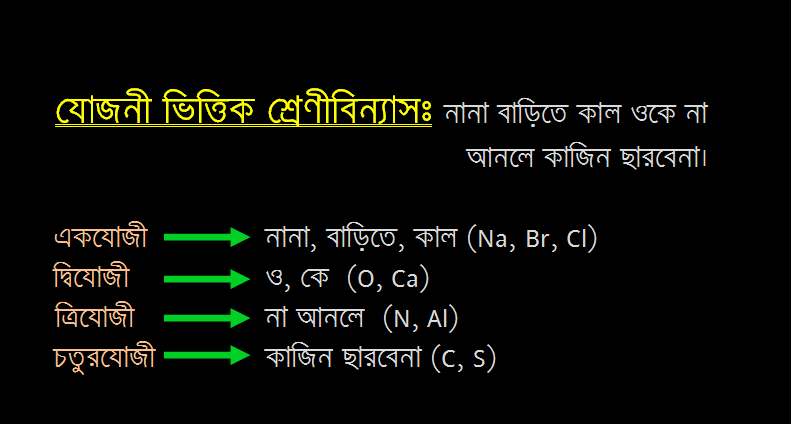 যোজনী ভিত্তিক শ্রেণীবিন্যাসঃ নানা বাড়িতে কাল ওকে না
আনলে কাজিন ছারবেনা।
একযোজী নানা, বাড়িতে, কাল (Na, Br, Cl)
দ্বিযোজী ও, কে (O, Ca)
ত্রিযোজী না আনলে (N, Al)
চতুরযোজী কাজিন ছারবেনা (C, S)